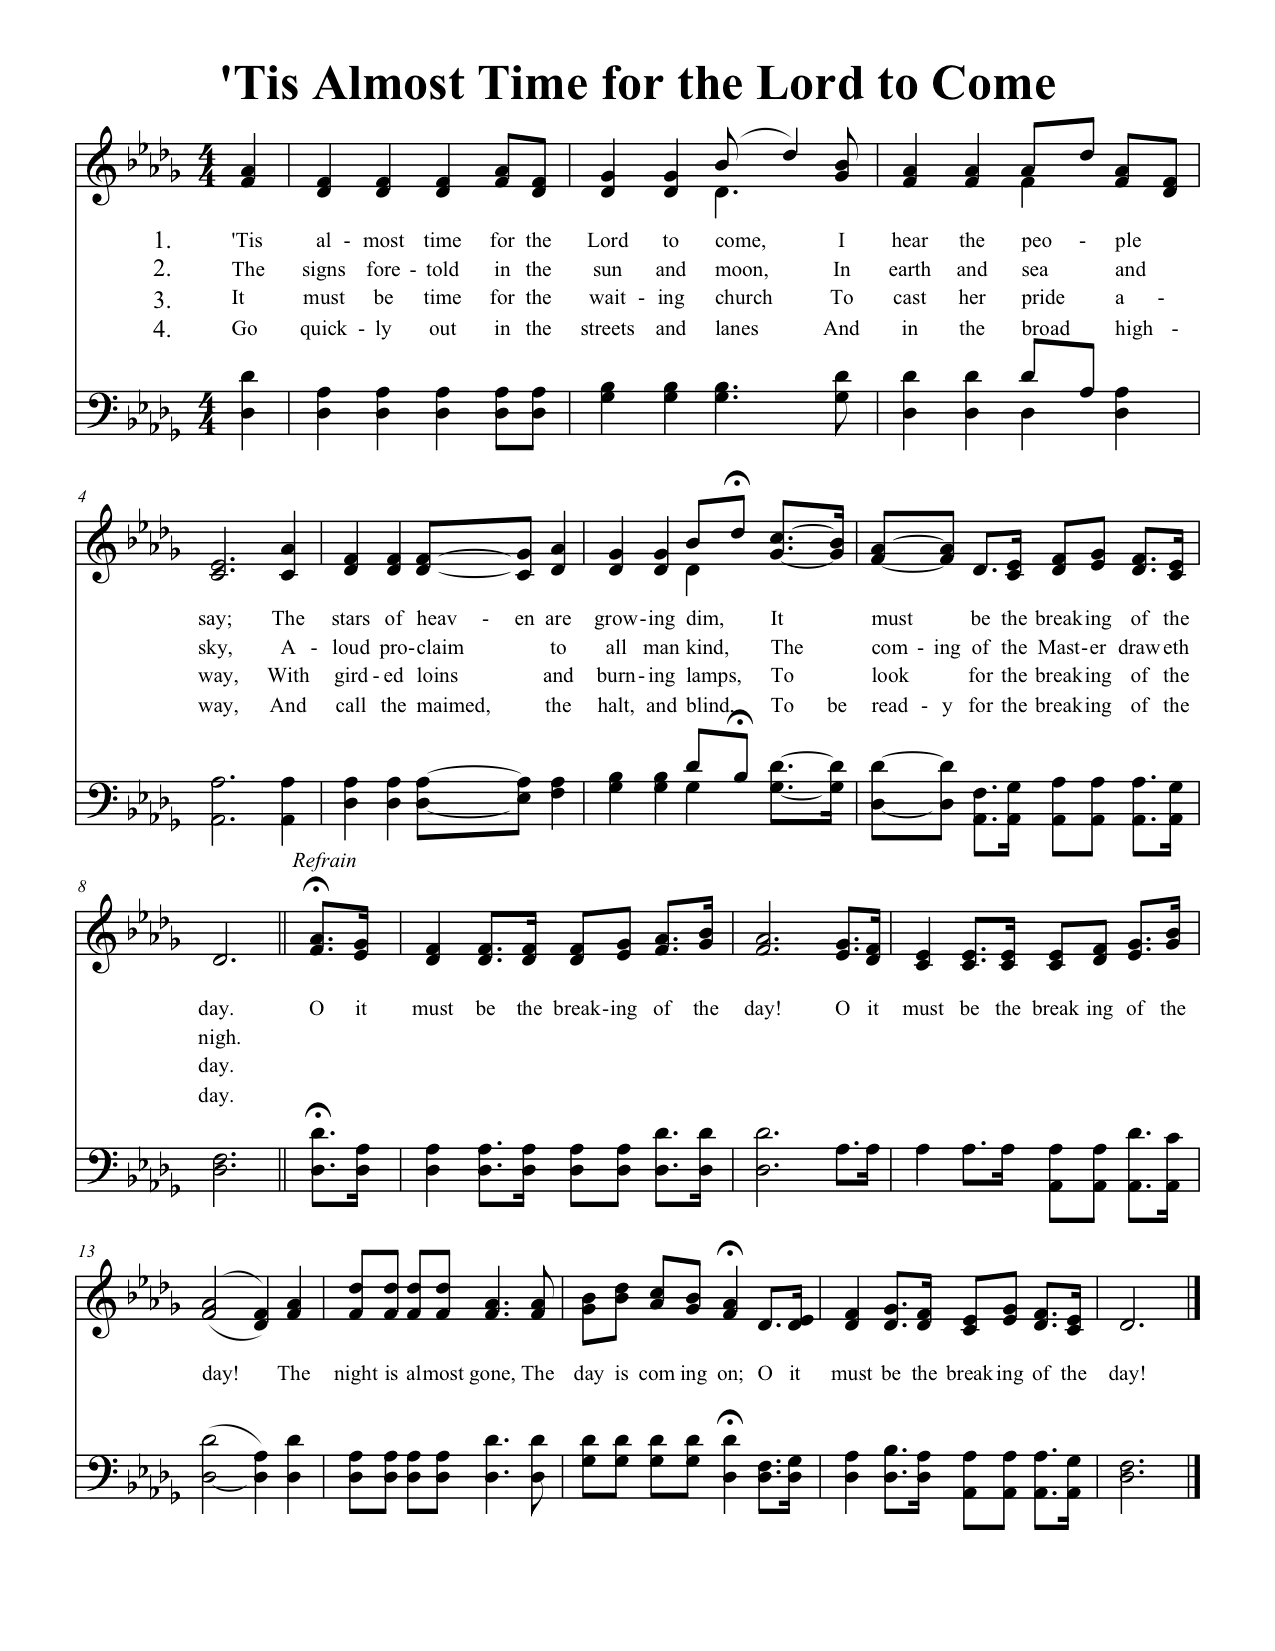 'Tis Almost Time for the Lord to Come
1. 'Tis al - most time for the Lord to come, I hear the peo - ple
2. The signs fore - told in the sun and moon, In earth and sea and
3. It must be time for the wait - ing church To cast her pride a -
4. Go quick - ly out in the streets and lanes And in the broad high -
4
say; The stars of heav - en are grow - ing dim, It must be the break ing of the
sky, A - loud pro - claim to all man kind, The com - ing of the Mast - er draw eth
way, With gird - ed loins and burn - ing lamps, To look for the break ing of the
way, And call the maimed, the halt, and blind, To be read - y for the break ing of the
Refrain
8
day. O it must be the break - ing of the day! O it must be the break ing of the
nigh.
day.
day.
13
day! The night is al most gone, The day is com ing on; O it must be the break ing of the day!